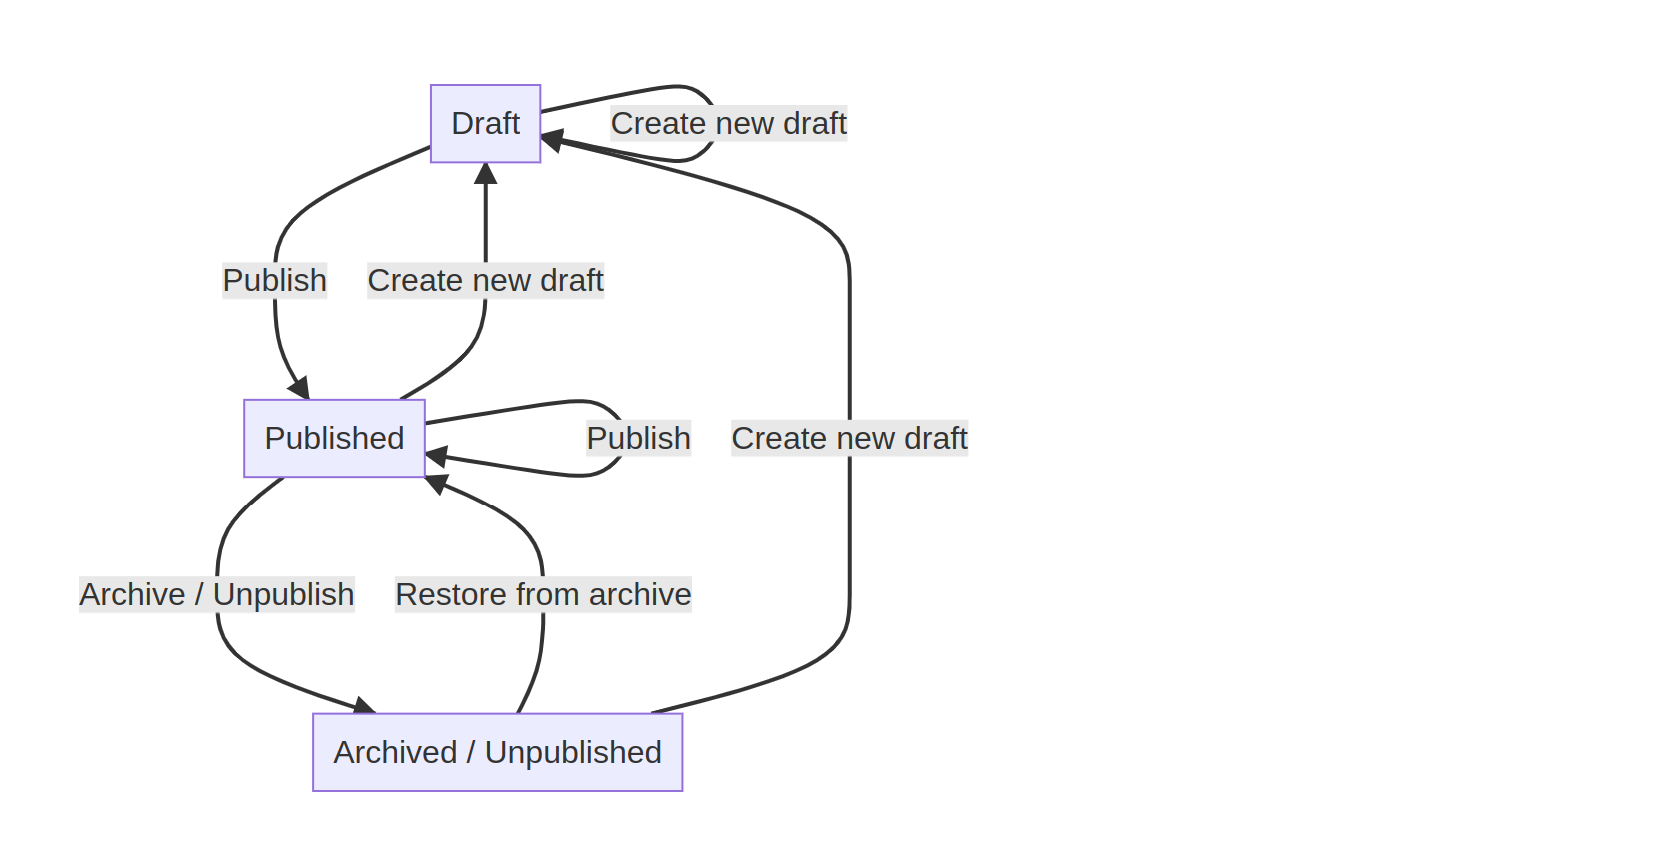 Draft
Create new draft
Publish
Create new draft
Published
Publish
Create new draft
Archive / Unpublish
Restore from archive
Archived / Unpublished